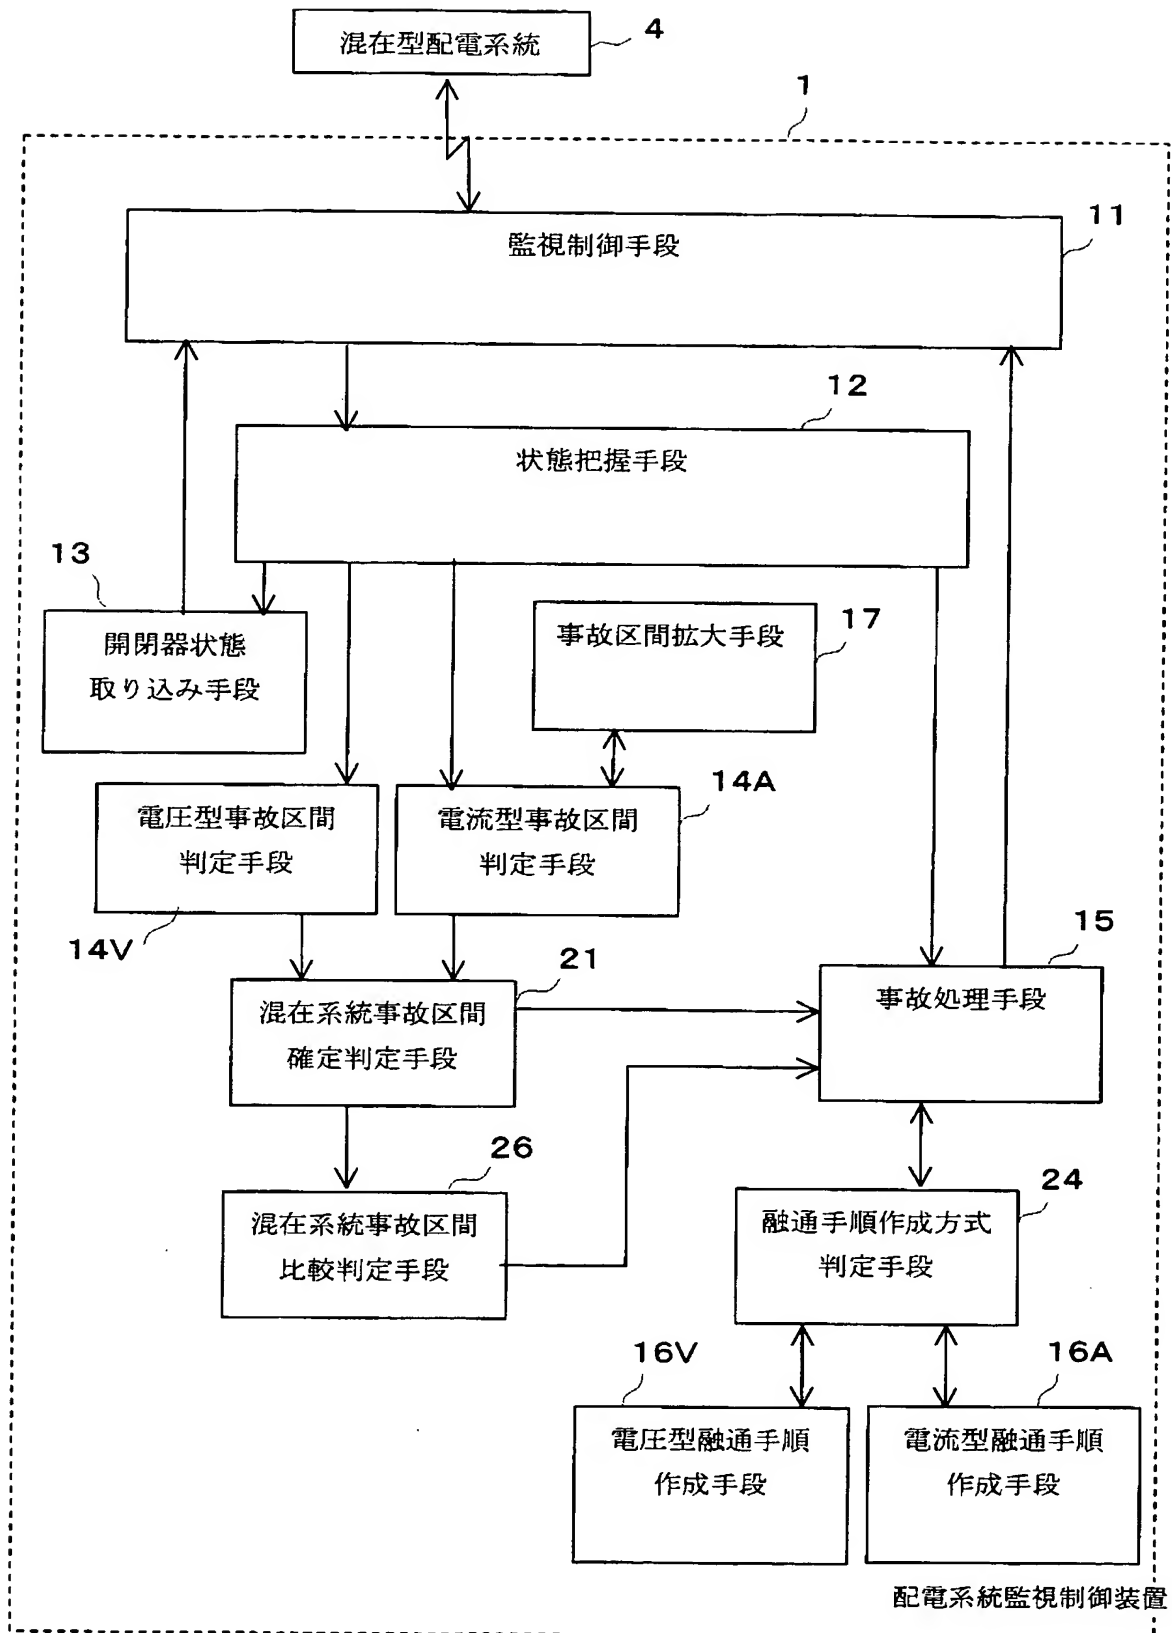 混在型配電系統
4
1
監視制御手段
11
状態把握手段
12
13
開閉器状態
取り込み手段
事故区間拡大手段
17
電圧型事故区間
判定手段
14V
電流型事故区間
判定手段
14A
混在系統事故区間
確定判定手段
21
事故処理手段
15
混在系統事故区間
比較判定手段
26
融通手順作成方式
判定手段
24
16V
電圧型融通手順
作成手段
16A
電流型融通手順
作成手段
配電系統監視制御装置